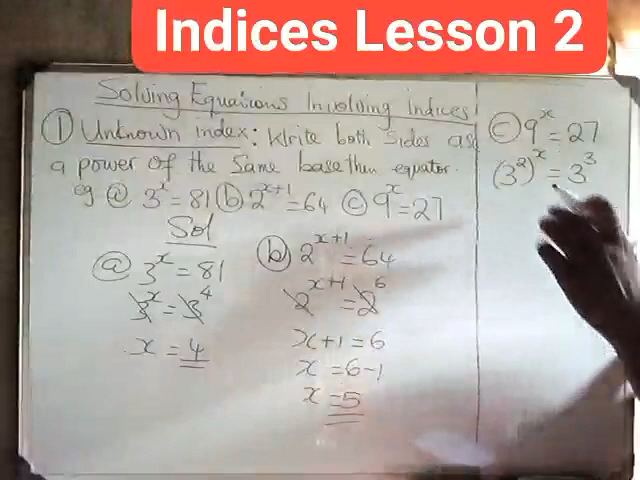 Indices Lesson 2
Solving Equations Involving Indices
① Unknown index: Write both sides as
a power of the same base then equator.
eg ⓐ 3^x = 81 ⓑ 2^{x+1} = 64 ⓒ 9^x = 27
Sol
ⓐ 3^x = 81
3^x = 3^4
x = 4
ⓑ 2^{x+1} = 64
2^{x+1} = 2^6
x + 1 = 6
x = 6 - 1
x = 5
ⓒ 9^x = 27
(3^2)^x = 3^3